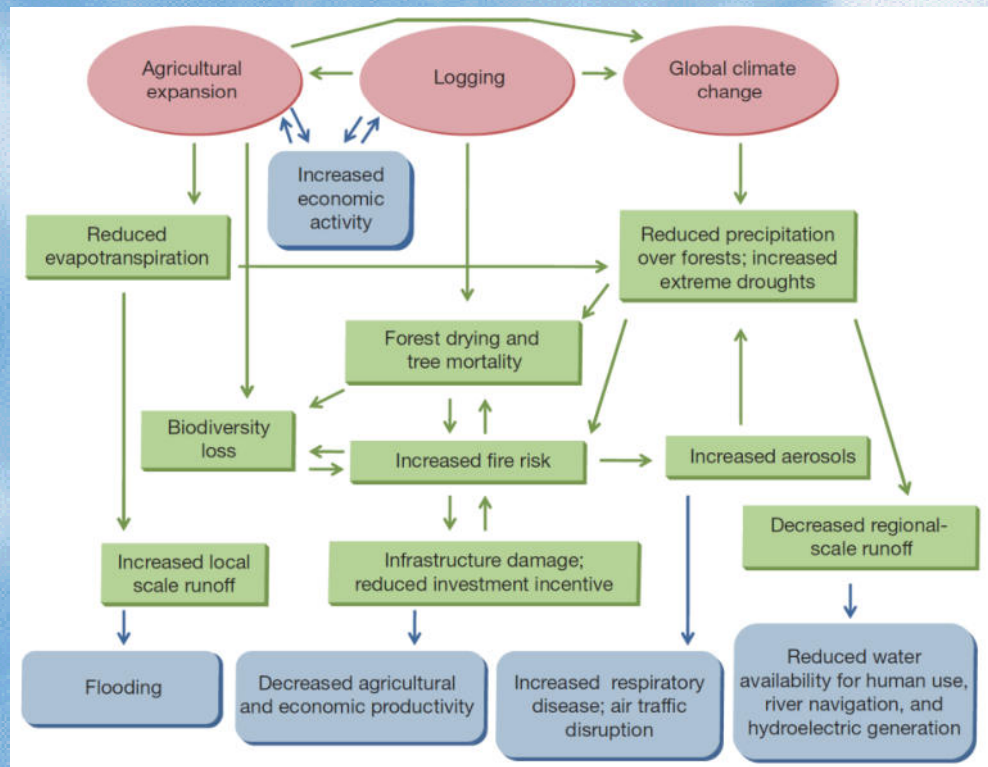 Agricultural
expansion
Logging
Global climate
change
Increased
economic
activity
Reduced
evapotranspiration
Reduced precipitation
over forests; increased
extreme droughts
Forest drying and
tree mortality
Biodiversity
loss
Increased fire risk
Increased aerosols
Decreased regional-
scale runoff
Increased local
scale runoff
Infrastructure damage;
reduced investment incentive
Flooding
Decreased agricultural
and economic productivity
Increased respiratory
disease; air traffic
disruption
Reduced water
availability for human use,
river navigation, and
hydroelectric generation